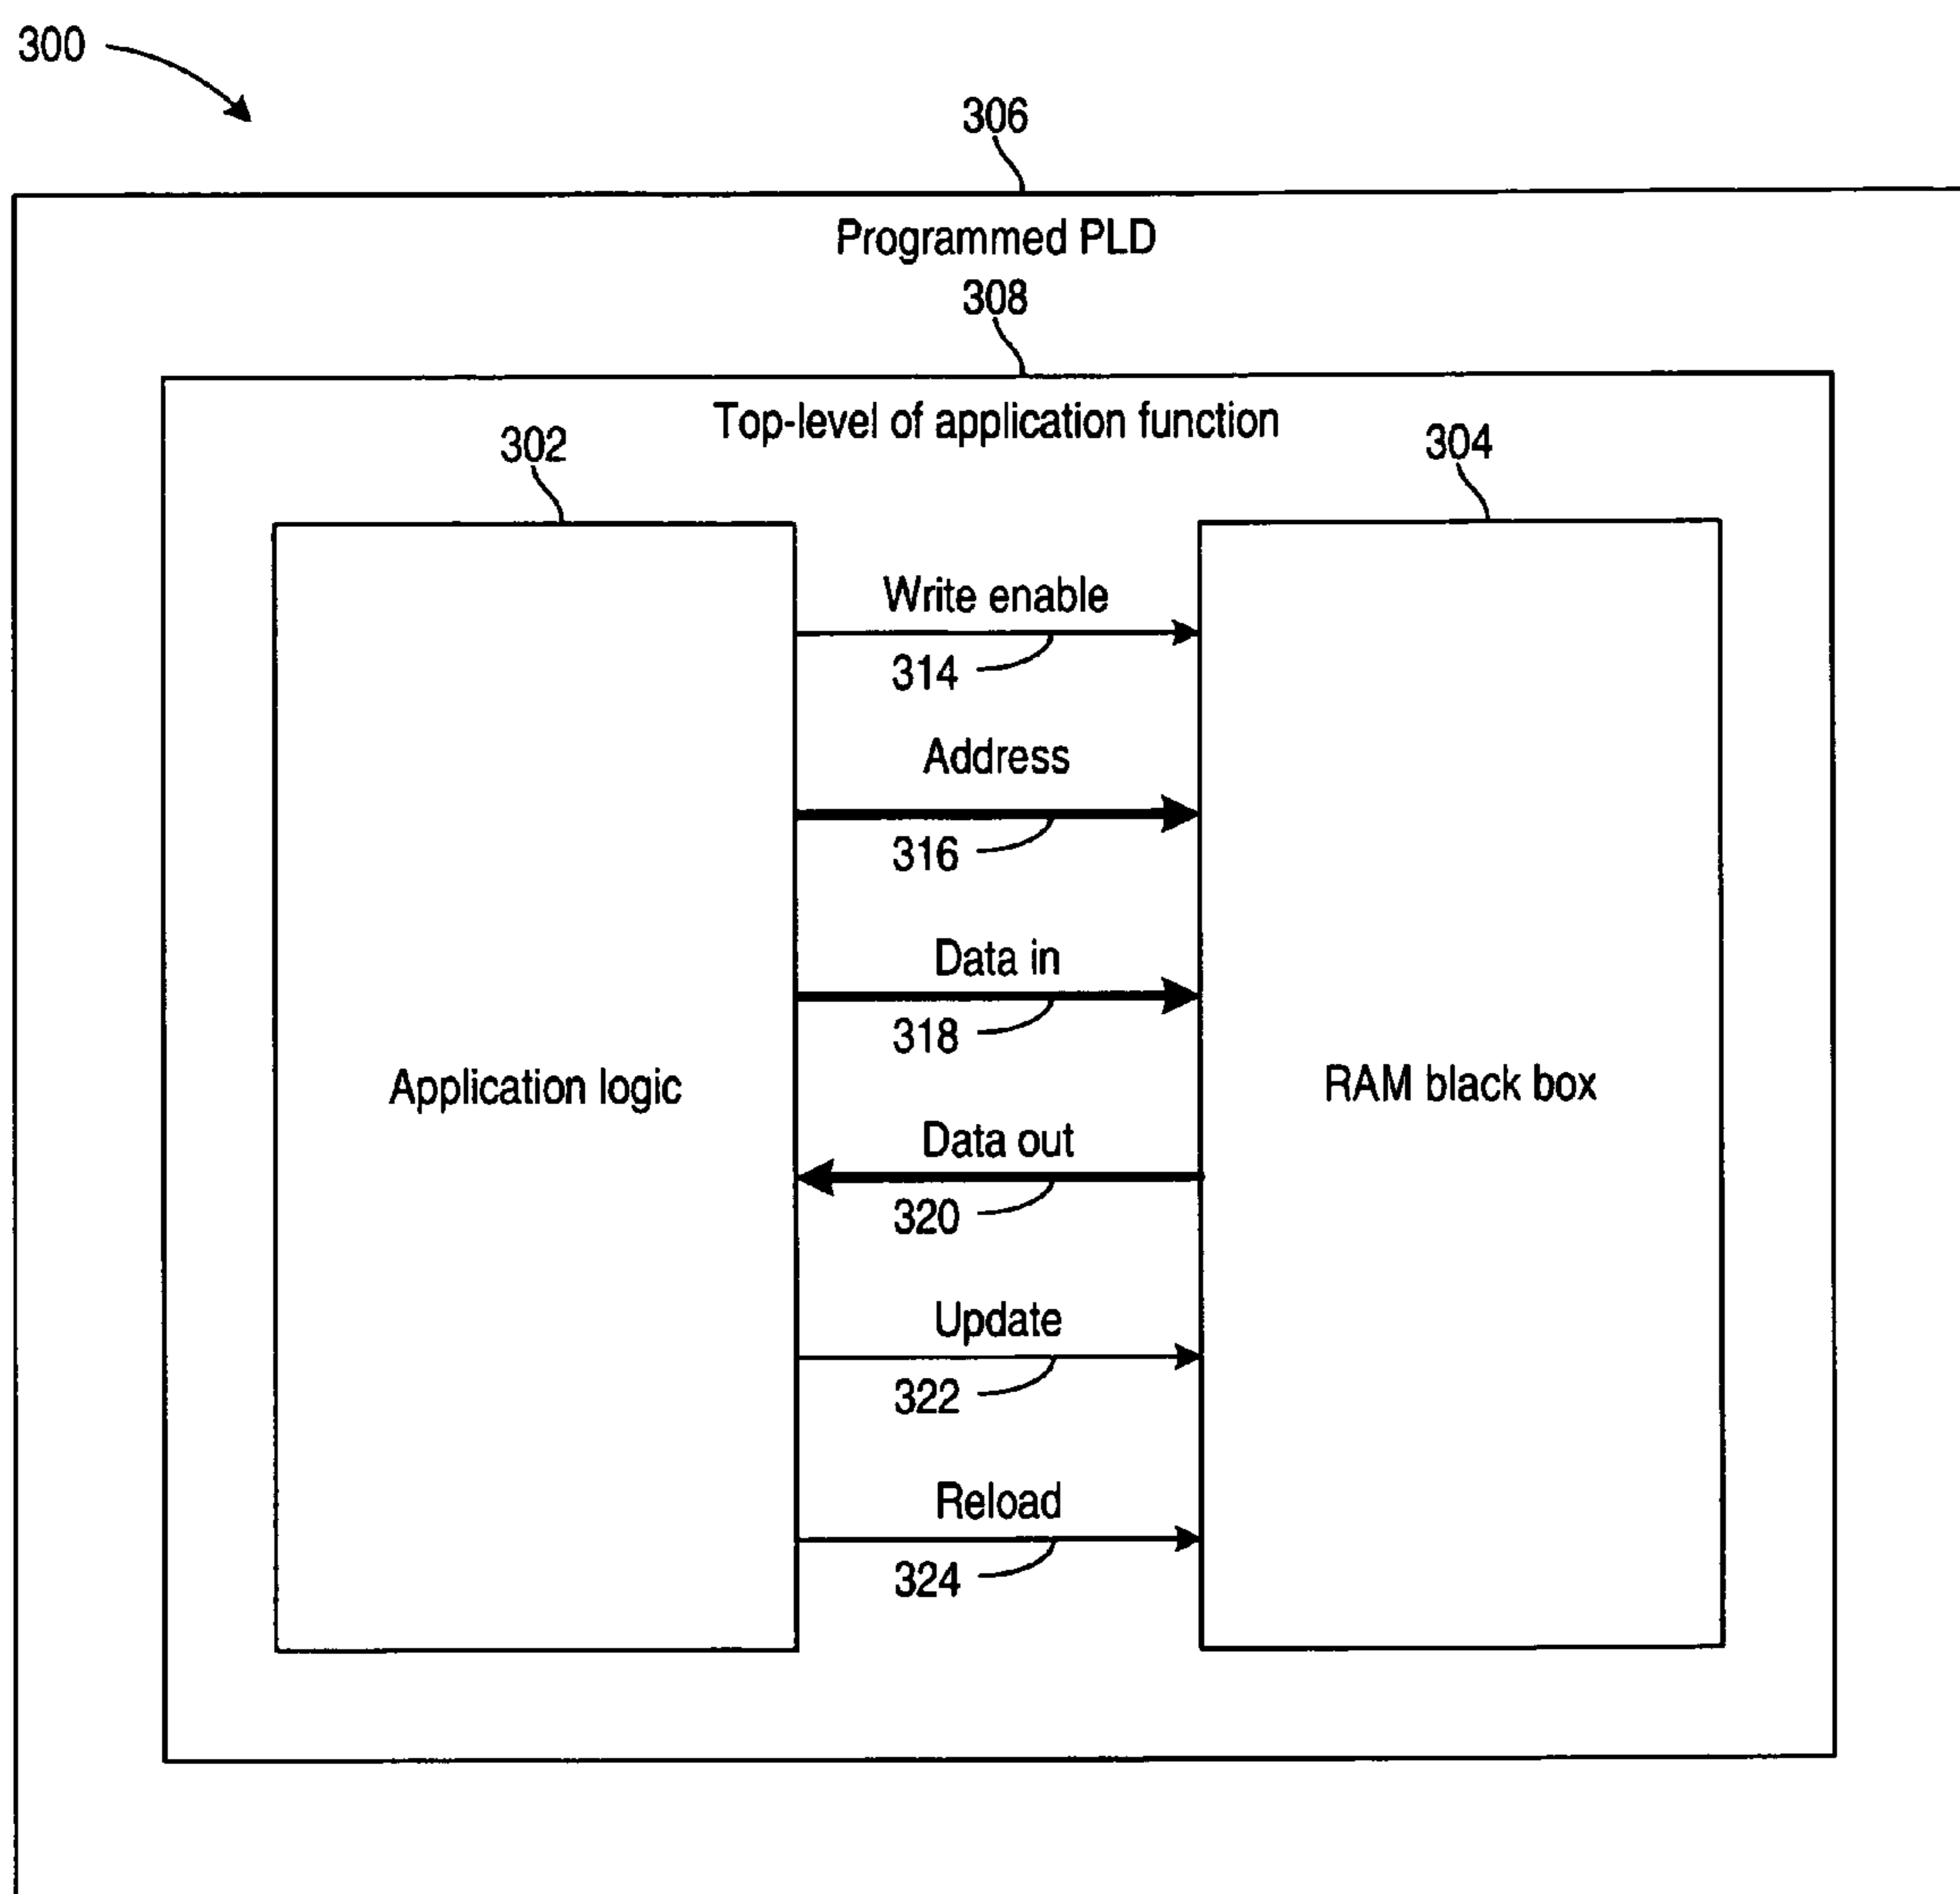 300
306
Programmed PLD
308
Top-level of application function
302
304
Write enable
314
Address
316
Data in
318
Application logic
RAM black box
Data out
320
Update
322
Reload
324